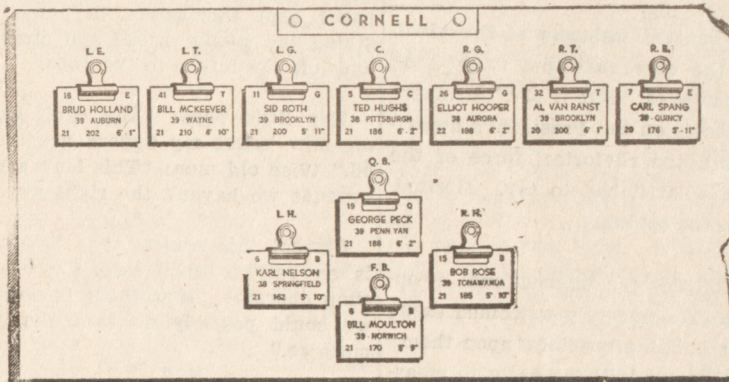 CORNELL
L. E. L. T. L. G. C. R. G. R. T. R. E.
16 E
BRUD HOLLAND
39 AUBURN
21 202 6'-1"
41 T
BILL MCKEEVER
39 WAYNE
21 210 6' 10"
11 G
SID ROTH
39 BROOKLYN
21 200 5' 11"
5 C
TED HUGHS
38 PITTSBURGH
21 186 6'-2"
26 G
ELLIOT HOOPER
38 AURORA
22 198 6'-2"
32 T
AL VAN RANST
39 BROOKLYN
20 200 6' 1"
7 E
CARL SPANG
39 - QUINCY
20 176 5'-11"
Q. B.
19 Q
GEORGE PECK
39 PENN YAN
21 188 6' 2"
L. H.
6 B
KARL NELSON
38 SPRINGFIELD
21 162 5' 10"
R. H.
15 B
BOB ROSE
'39 TONAWANDA
21 185 5' 10"
F. B.
8 B
BILL MOULTON
'39 - NORWICH
21 170 5' 9"